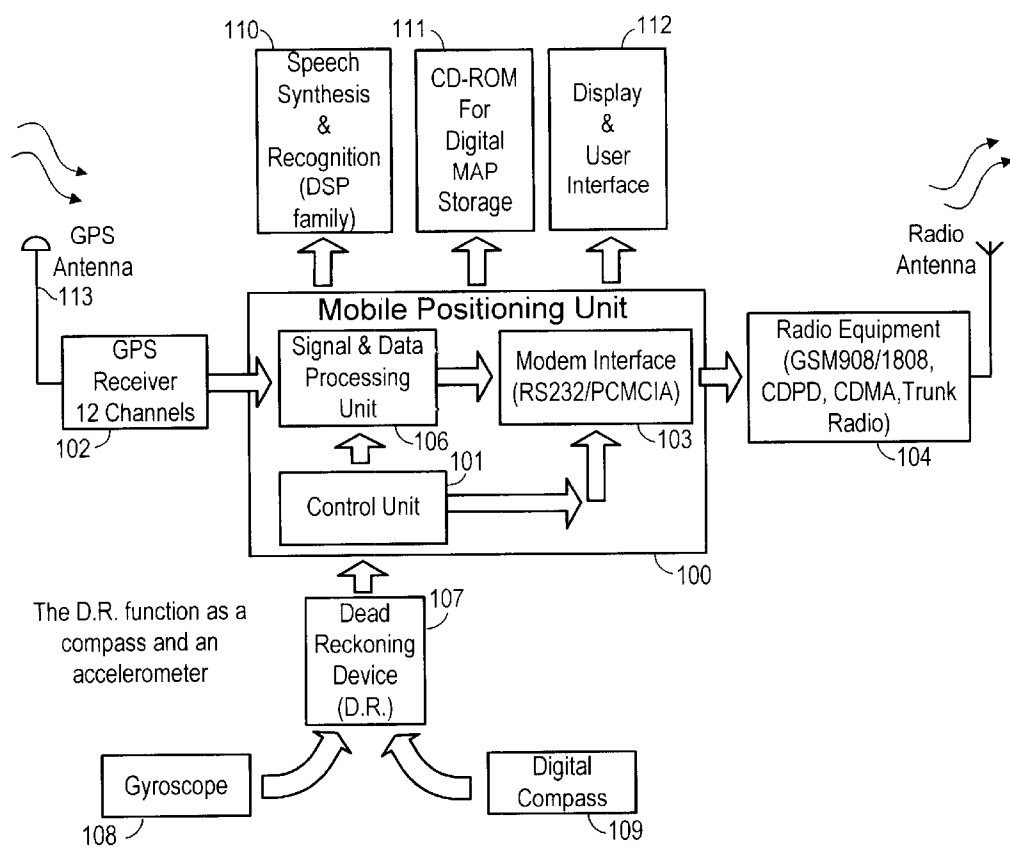 110
111
112
Speech
Synthesis
&
Recognition
(DSP
family)
CD-ROM
For
Digital
MAP
Storage
Display
&
User
Interface
GPS
Antenna
113
Radio
Antenna
Mobile Positioning Unit
GPS
Receiver
12 Channels
102
Signal & Data
Processing
Unit
106
Modem Interface
(RS232/PCMCIA)
103
Radio Equipment
(GSM908/1808,
CDPD, CDMA,Trunk
Radio)
104
101
Control Unit
100
The D.R. function as a
compass and an
accelerometer
107
Dead
Reckoning
Device
(D.R.)
Gyroscope
108
Digital
Compass
109